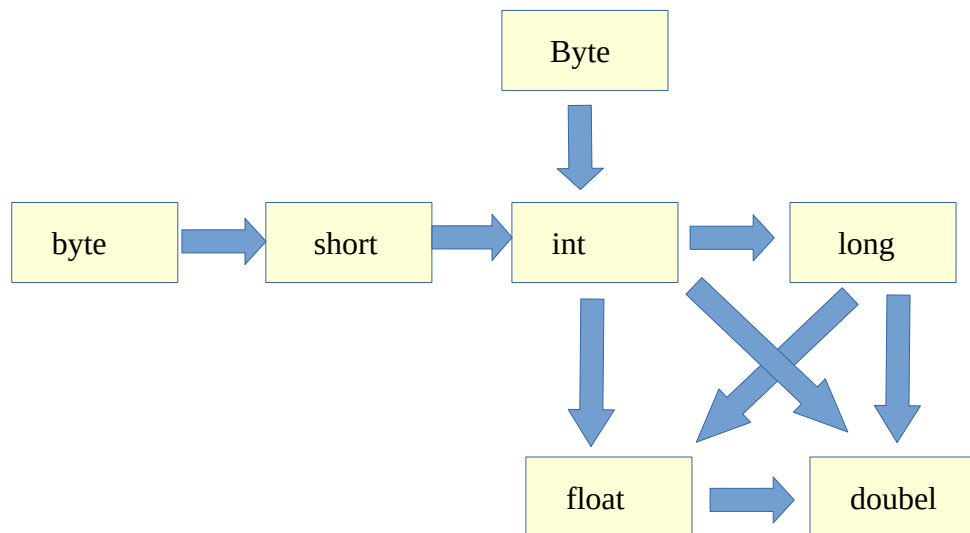 Byte
byte
short
int
long
float
doubel